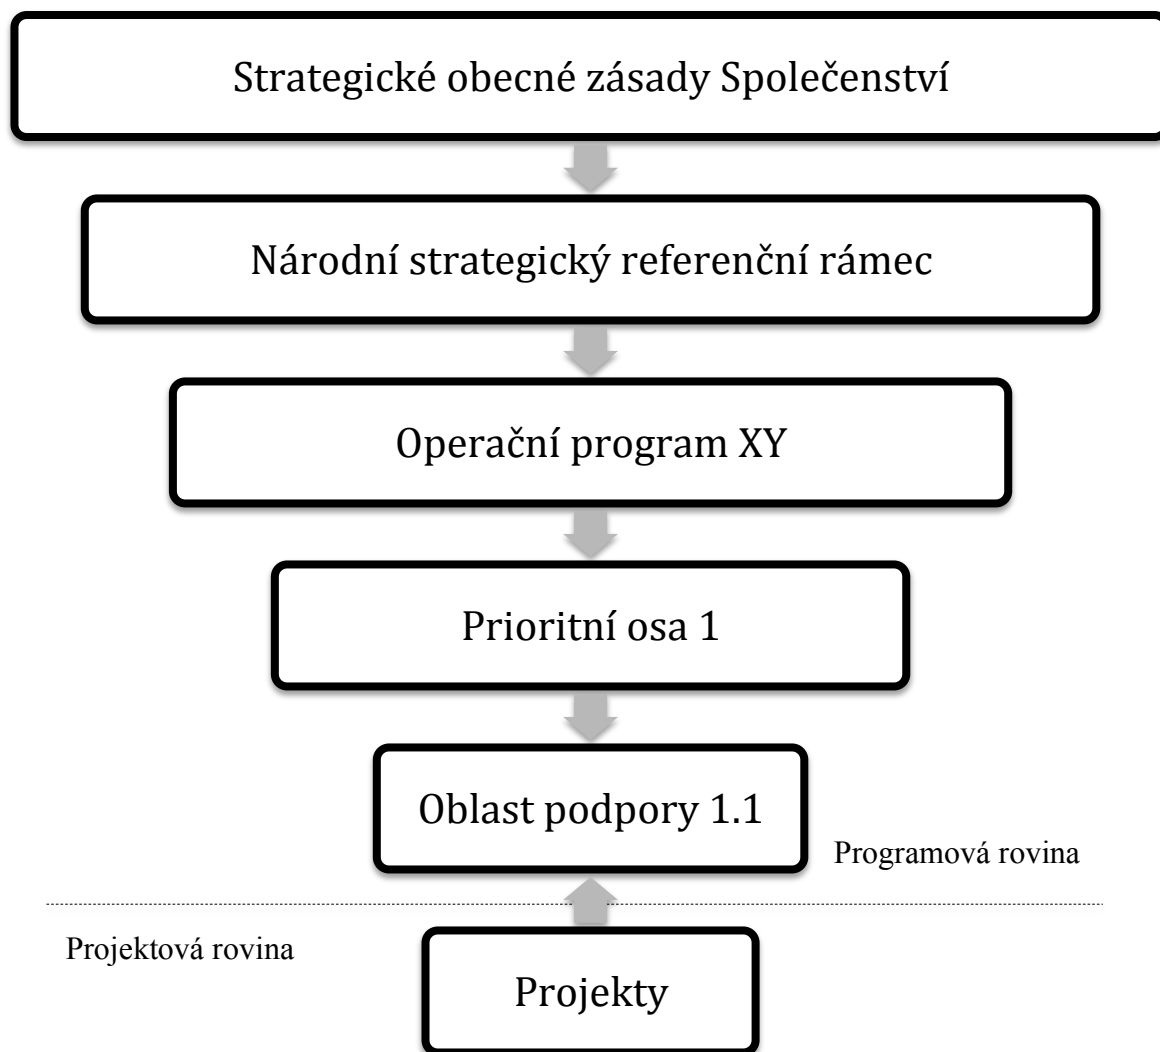 Strategické obecné zásady Společenství
Národní strategický referenční rámec
Operační program XY
Prioritní osa 1
Oblast podpory 1.1
Programová rovina
Projektová rovina
Projekty